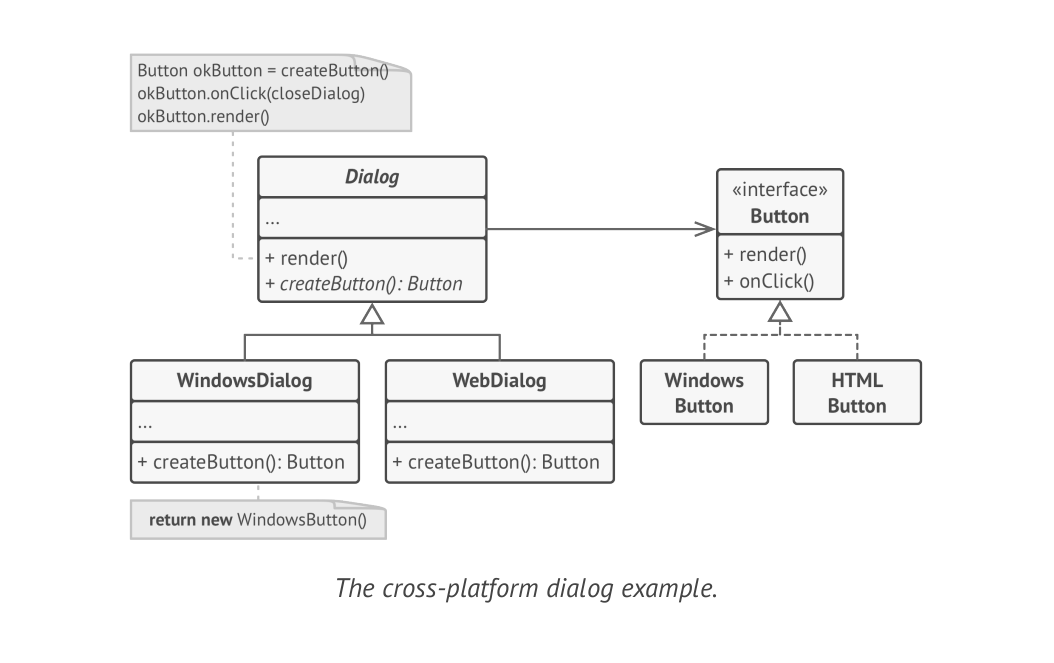 Button okButton = createButton()
okButton.onClick(closeDialog)
okButton.render()
Dialog
...
+ render()
+ createButton(): Button
«interface»
Button
+ render()
+ onClick()
WindowsDialog
...
+ createButton(): Button
WebDialog
...
+ createButton(): Button
Windows
Button
HTML
Button
return new WindowsButton()
The cross-platform dialog example.